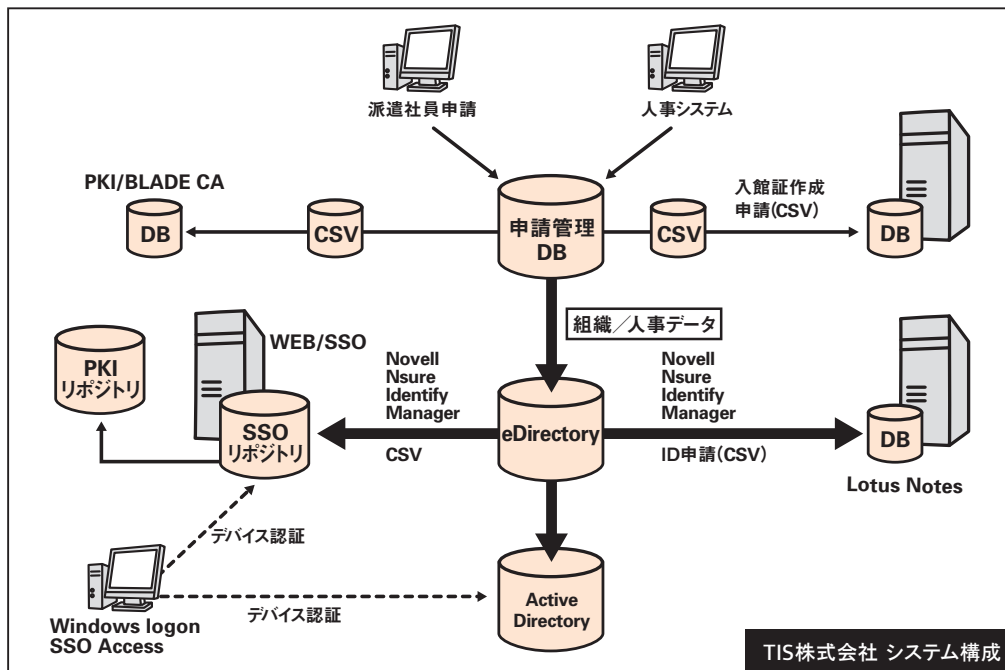 派遣社員申請
人事システム
PKI/BLADE CA
DB
CSV
申請管理
DB
CSV
入館証作成
申請(CSV)
DB
組織／人事データ
PKI
リポジトリ
WEB/SSO
SSO
リポジトリ
Novell
Nsure
Identify
Manager
CSV
eDirectory
Novell
Nsure
Identify
Manager
ID申請(CSV)
DB
Lotus Notes
デバイス認証
デバイス認証
Windows logon
SSO Access
Active
Directory
TIS株式会社 システム構成